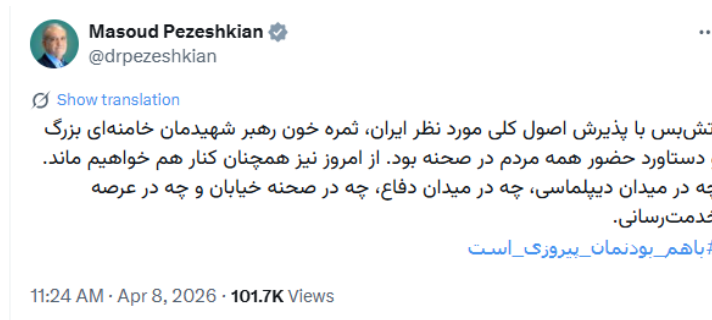 Masoud Pezeshkian
@drpezeshkian
Show translation
تش‌بس با پذیرش اصول کلی مورد نظر ایران، ثمره خون رهبر شهیدمان خامنه‌ای بزرگ
و دستاورد حضور همه مردم در صحنه بود. از امروز نیز همچنان کنار هم خواهیم ماند.
چه در میدان دیپلماسی، چه در میدان دفاع، چه در صحنه خیابان و چه در عرصه
خدمت‌رسانی.
#باهم_بودنمان_پیروزی_است
11:24 AM · Apr 8, 2026 · 101.7K Views